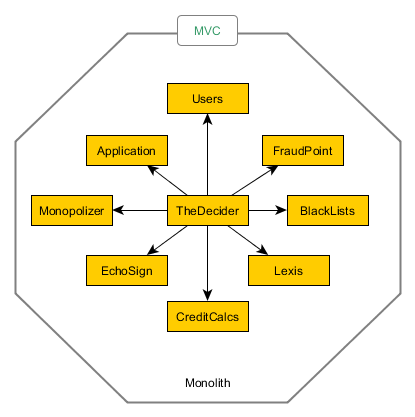 MVC
Users
Application
FraudPoint
Monopolizer
TheDecider
BlackLists
EchoSign
Lexis
CreditCalcs
Monolith